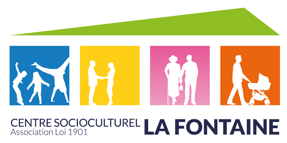 CENTRE SOCIOCULTUREL LA FONTAINE
Association Loi 1901